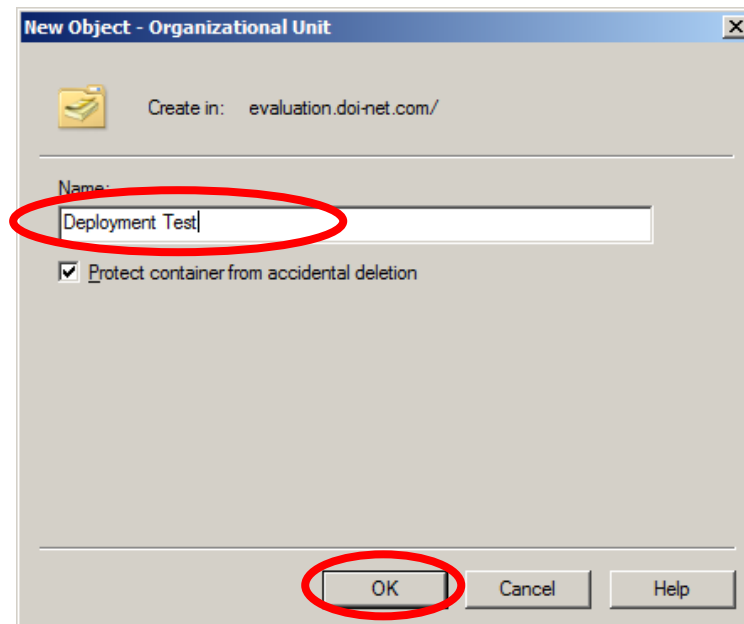 New Object - Organizational Unit
Create in: evaluation.doi-net.com/
Name:
Deployment Test
Protect container from accidental deletion
OK Cancel Help